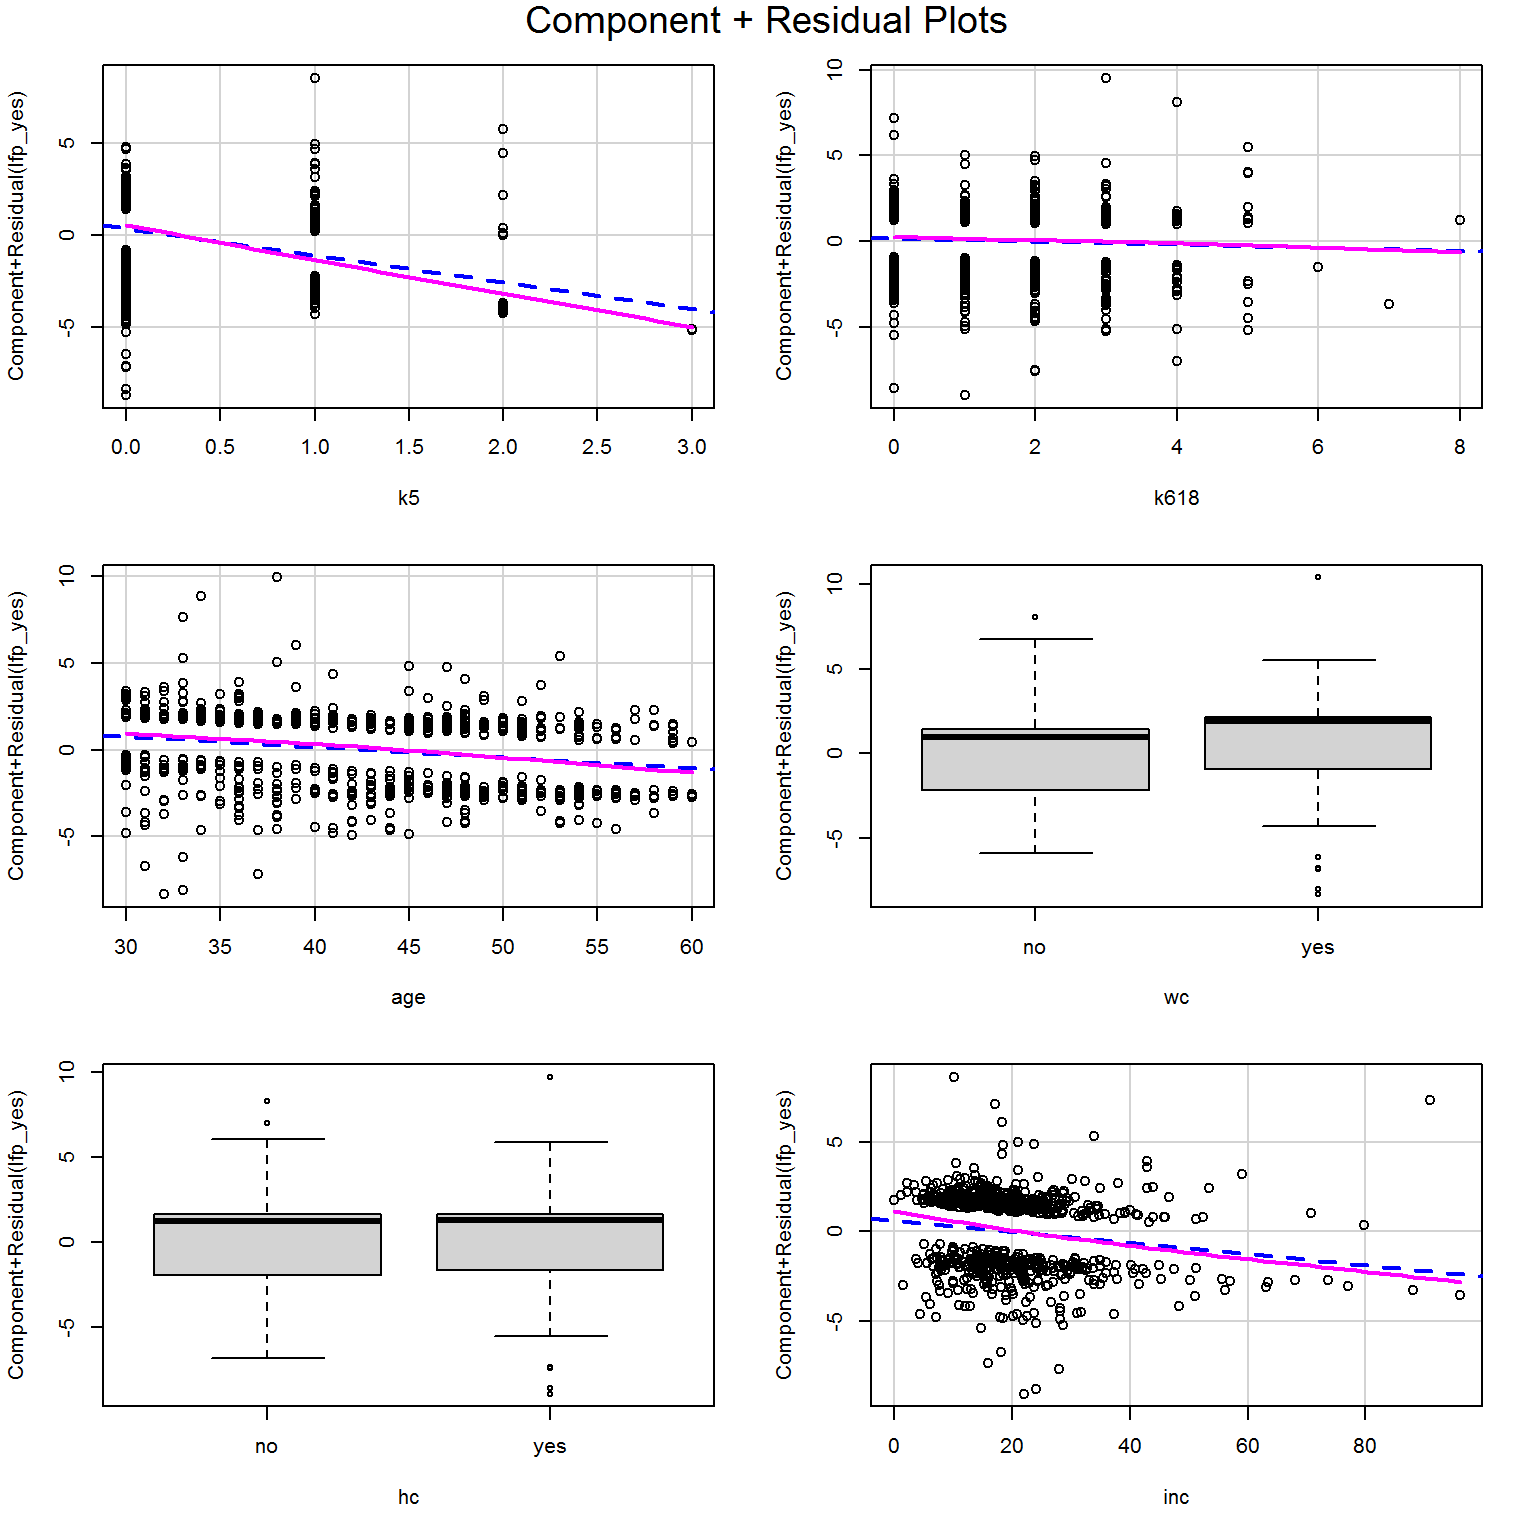 Component + Residual Plots
Component+Residual(lfp_yes)
5
0
-5
0.0 0.5 1.0 1.5 2.0 2.5 3.0
k5
Component+Residual(lfp_yes)
10
5
0
-5
0 2 4 6 8
k618
Component+Residual(lfp_yes)
10
5
0
-5
30 35 40 45 50 55 60
age
Component+Residual(lfp_yes)
10
5
0
-5
no yes
wc
Component+Residual(lfp_yes)
10
5
0
-5
no yes
hc
Component+Residual(lfp_yes)
5
0
-5
0 20 40 60 80
inc